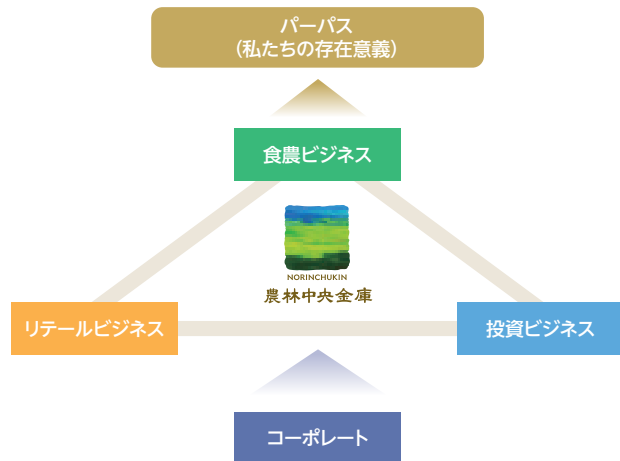 パーパス
（私たちの存在意義）
食農ビジネス
NORINCHUKIN
農林中央金庫
リテールビジネス
投資ビジネス
コーポレート